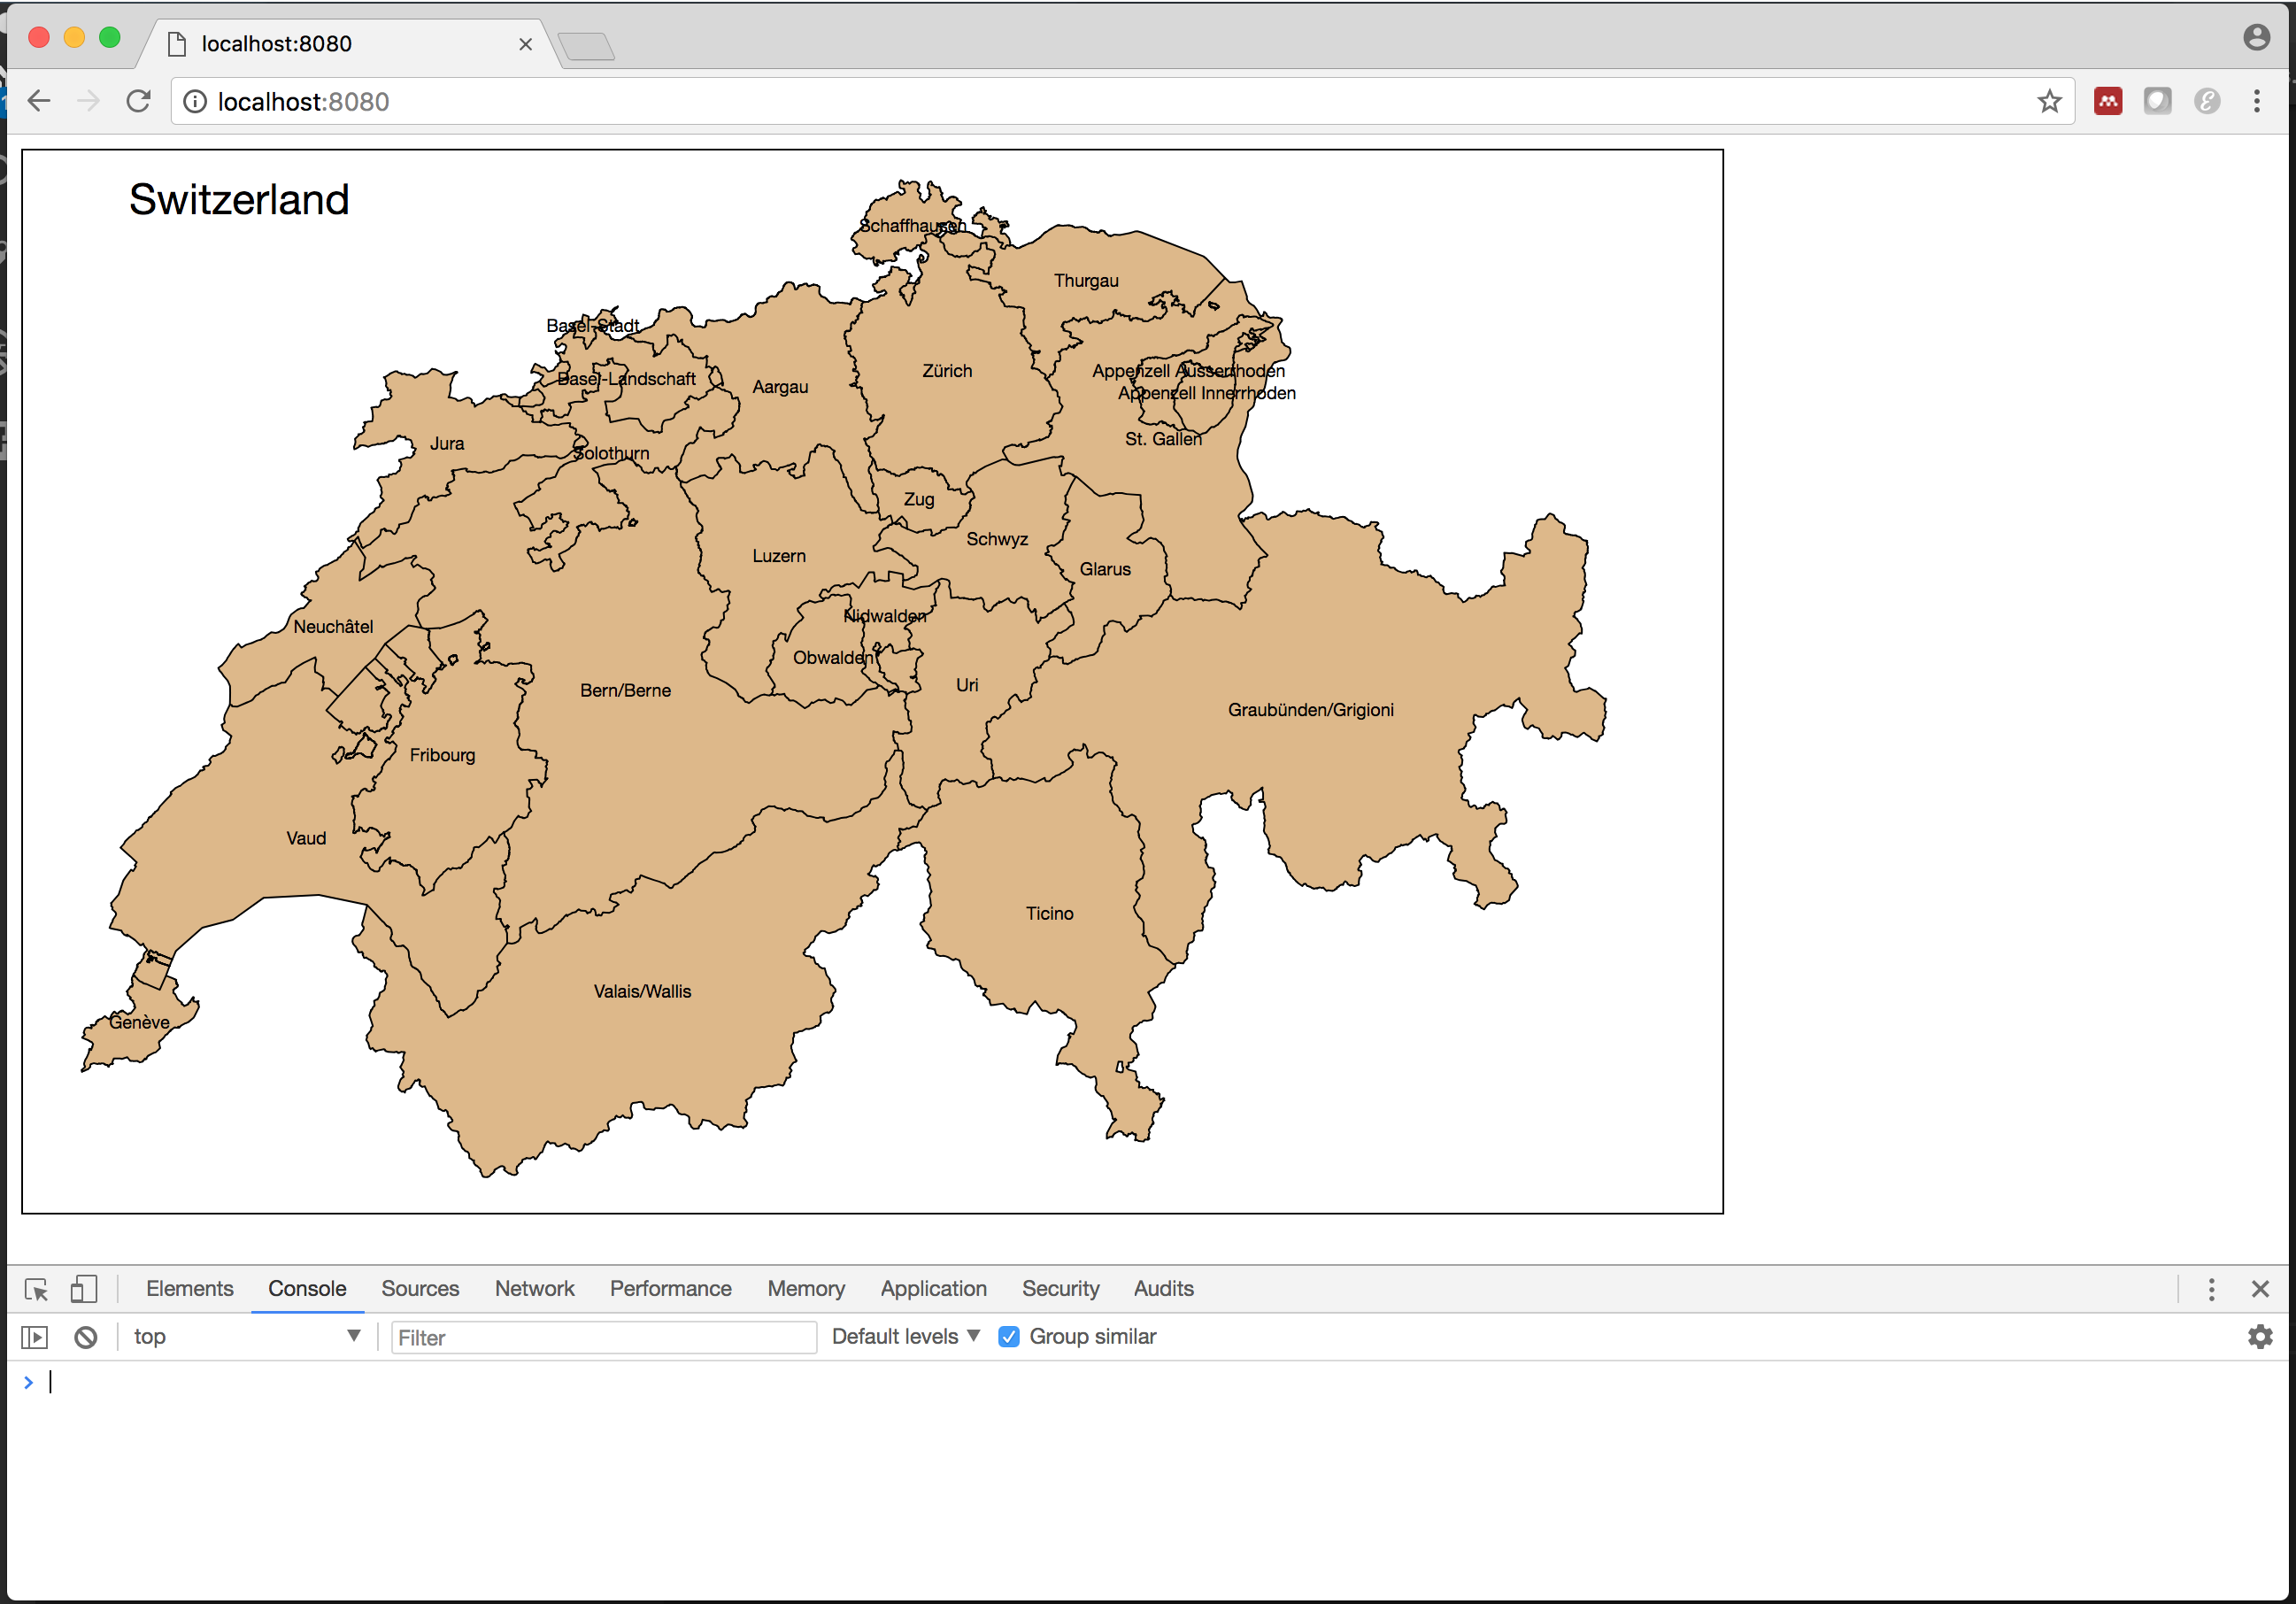 localhost:8080
localhost:8080
Switzerland
Schaffhausen
Thurgau
Basel-Stadt
Zürich
Appenzell Ausserrhoden
Basel-Landschaft
Aargau
Appenzell Innerrhoden
St. Gallen
Jura
Solothurn
Zug
Schwyz
Luzern
Glarus
Nidwalden
Neuchâtel
Obwalden
Uri
Bern/Berne
Graubünden/Grigioni
Fribourg
Vaud
Ticino
Valais/Wallis
Genève
Elements Console Sources Network Performance Memory Application Security Audits
top Filter Default levels Group similar